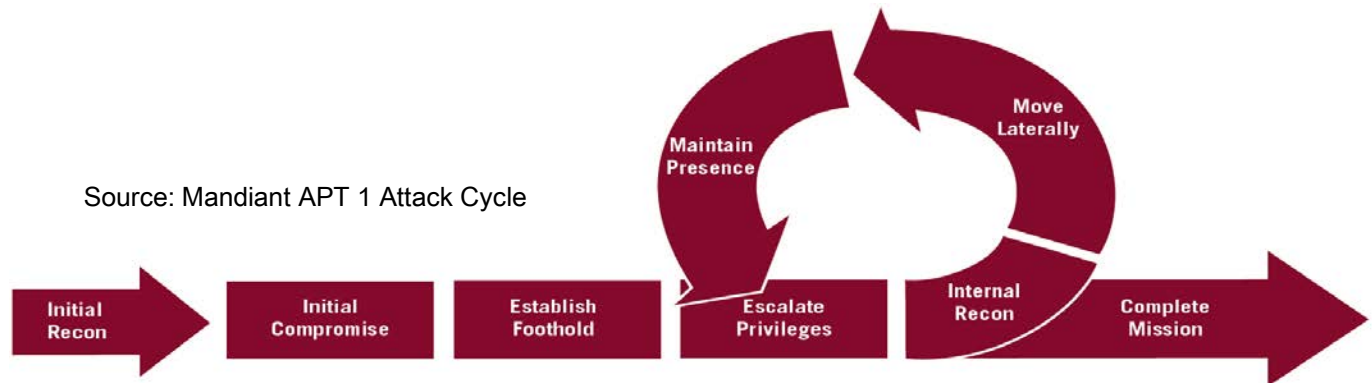 Maintain
Presence
Move
Laterally
Source: Mandiant APT 1 Attack Cycle
Initial
Recon
Initial
Compromise
Establish
Foothold
Escalate
Privileges
Internal
Recon
Complete
Mission